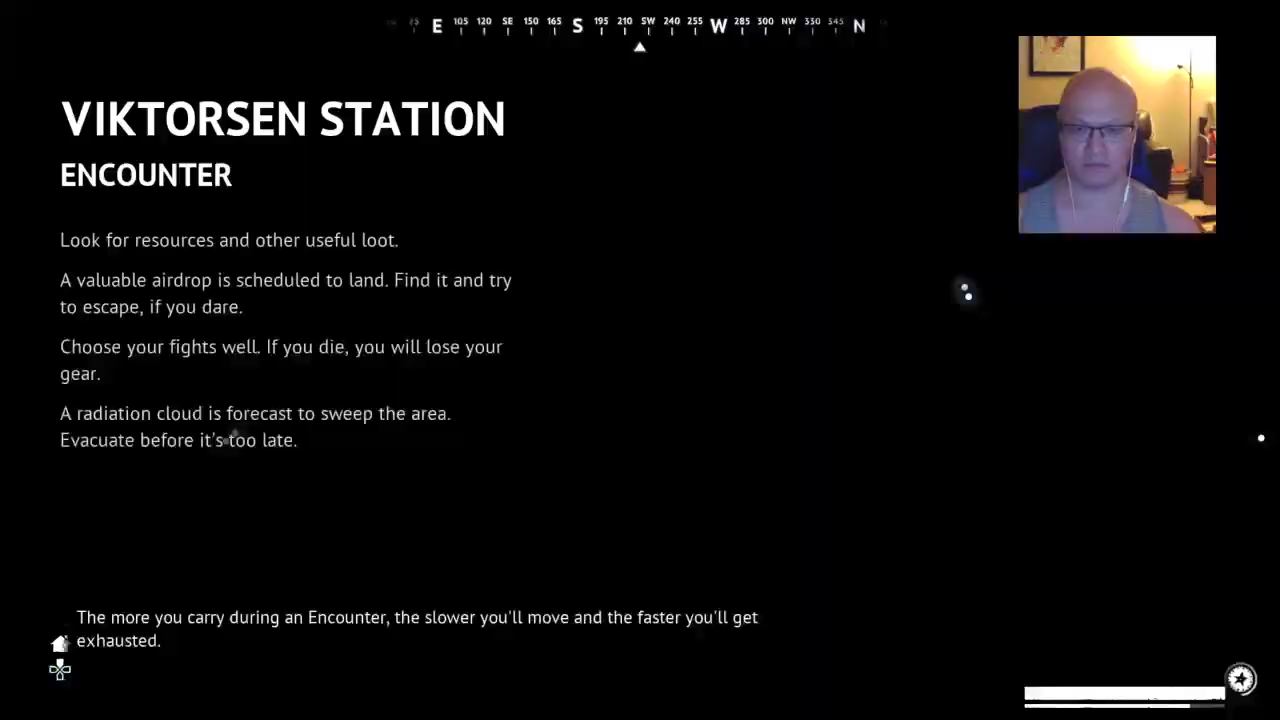 E 105 120 SE 150 165 S 195 210 SW 240 255 W 285 300 NW 330 345 N
VIKTORSEN STATION
ENCOUNTER
Look for resources and other useful loot.
A valuable airdrop is scheduled to land. Find it and try
to escape, if you dare.
Choose your fights well. If you die, you will lose your
gear.
A radiation cloud is forecast to sweep the area.
Evacuate before it's too late.
The more you carry during an Encounter, the slower you'll move and the faster you'll get
exhausted.